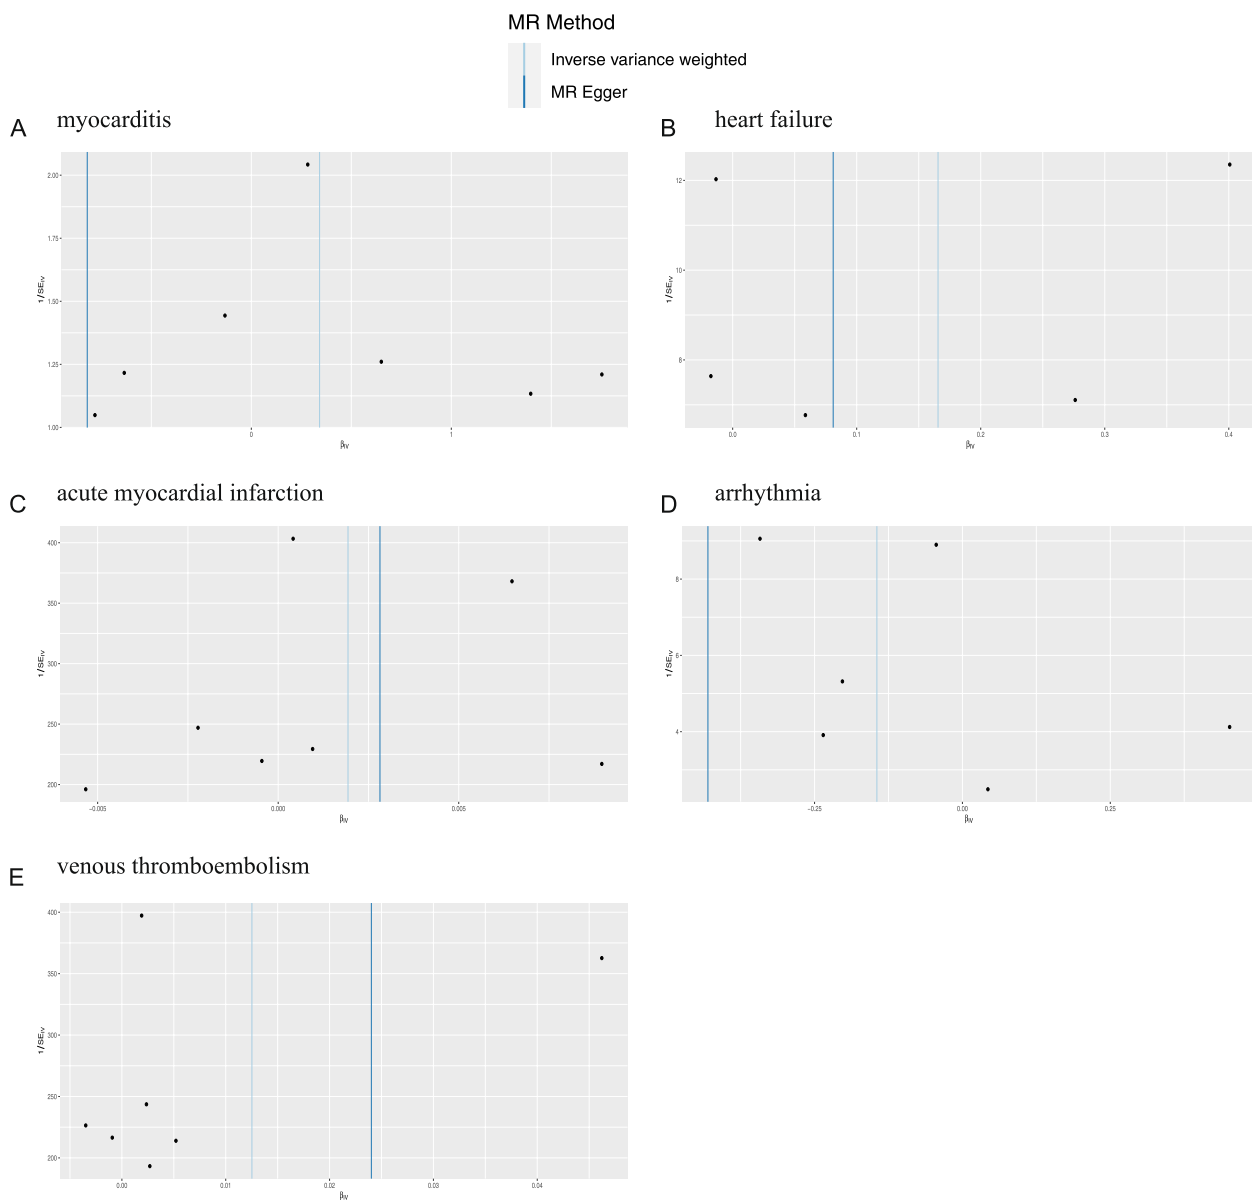 MR Method
Inverse variance weighted
MR Egger
A myocarditis
2.00
1.75
1.50
1.25
1.00
1/SE_IV
0 1
β_IV
B heart failure
12
10
8
1/SE_IV
0.0 0.1 0.2 0.3 0.4
β_IV
C acute myocardial infarction
400
350
300
250
200
1/SE_IV
−0.005 0.000 0.005
β_IV
D arrhythmia
8
6
4
1/SE_IV
−0.25 0.00 0.25
β_IV
E venous thromboembolism
400
350
300
250
200
1/SE_IV
0.00 0.01 0.02 0.03 0.04
β_IV